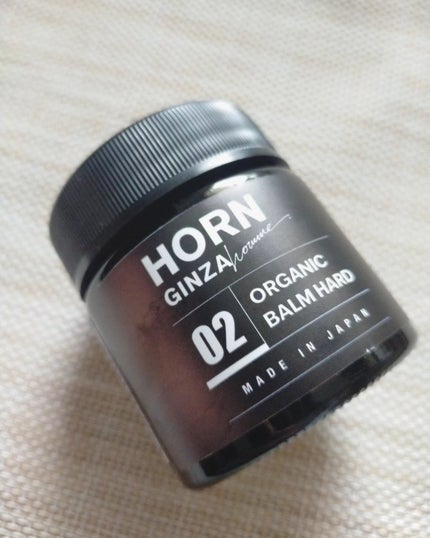 HORN
GINZA homme
02
ORGANIC
BALM HARD
MADE IN JAPAN